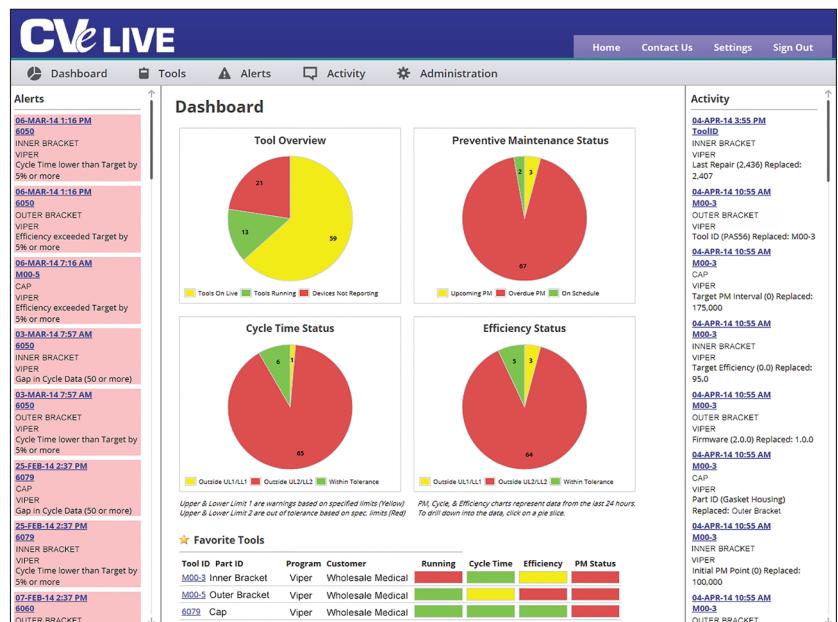 CVe LIVE
Home Contact Us Settings Sign Out
Dashboard Tools Alerts Activity Administration
Alerts
06-MAR-14 1:16 PM
6050
INNER BRACKET
VIPER
Cycle Time lower than Target by
5% or more
06-MAR-14 1:16 PM
6050
OUTER BRACKET
VIPER
Efficiency exceeded Target by
5% or more
06-MAR-14 7:16 AM
M00-5
CAP
VIPER
Efficiency exceeded Target by
5% or more
03-MAR-14 7:57 AM
6050
INNER BRACKET
VIPER
Gap in Cycle Data (50 or more)
03-MAR-14 7:57 AM
6050
OUTER BRACKET
VIPER
Cycle Time lower than Target by
5% or more
25-FEB-14 2:37 PM
6079
CAP
VIPER
Gap in Cycle Data (50 or more)
25-FEB-14 2:37 PM
6079
INNER BRACKET
VIPER
Cycle Time lower than Target by
5% or more
07-FEB-14 2:37 PM
6060
OUTER BRACKET
Dashboard
Tool Overview
21
13
59
Tools On Live Tools Running Devices Not Reporting
Preventive Maintenance Status
2 3
67
Upcoming PM Overdue PM On Schedule
Cycle Time Status
6 1
65
Outside UL1/LL1 Outside UL2/LL2 Within Tolerance
Efficiency Status
5 3
64
Outside UL1/LL1 Outside UL2/LL2 Within Tolerance
Upper & Lower Limit 1 are warnings based on specified limits (Yellow)
Upper & Lower Limit 2 are out of tolerance based on spec. limits (Red)
PM, Cycle, & Efficiency charts represent data from the last 24 hours.
To drill down into the data, click on a pie slice.
Favorite Tools
Tool ID Part ID Program Customer Running Cycle Time Efficiency PM Status
M00-3 Inner Bracket Viper Wholesale Medical
M00-5 Outer Bracket Viper Wholesale Medical
6079 Cap Viper Wholesale Medical
Activity
04-APR-14 3:55 PM
ToolID
INNER BRACKET
VIPER
Last Repair (2,436) Replaced:
2,407
04-APR-14 10:55 AM
M00-3
OUTER BRACKET
VIPER
Tool ID (PAS56) Replaced: M00-3
04-APR-14 10:55 AM
M00-3
CAP
VIPER
Target PM Interval (0) Replaced:
175,000
04-APR-14 10:55 AM
M00-3
INNER BRACKET
VIPER
Target Efficiency (0.0) Replaced:
95.0
04-APR-14 10:55 AM
M00-3
OUTER BRACKET
VIPER
Firmware (2.0.0) Replaced: 1.0.0
04-APR-14 10:55 AM
M00-3
CAP
VIPER
Part ID (Gasket Housing)
Replaced: Outer Bracket
04-APR-14 10:55 AM
M00-3
INNER BRACKET
VIPER
Initial PM Point (0) Replaced:
100,000
04-APR-14 10:55 AM
M00-3
OUTER BRACKET